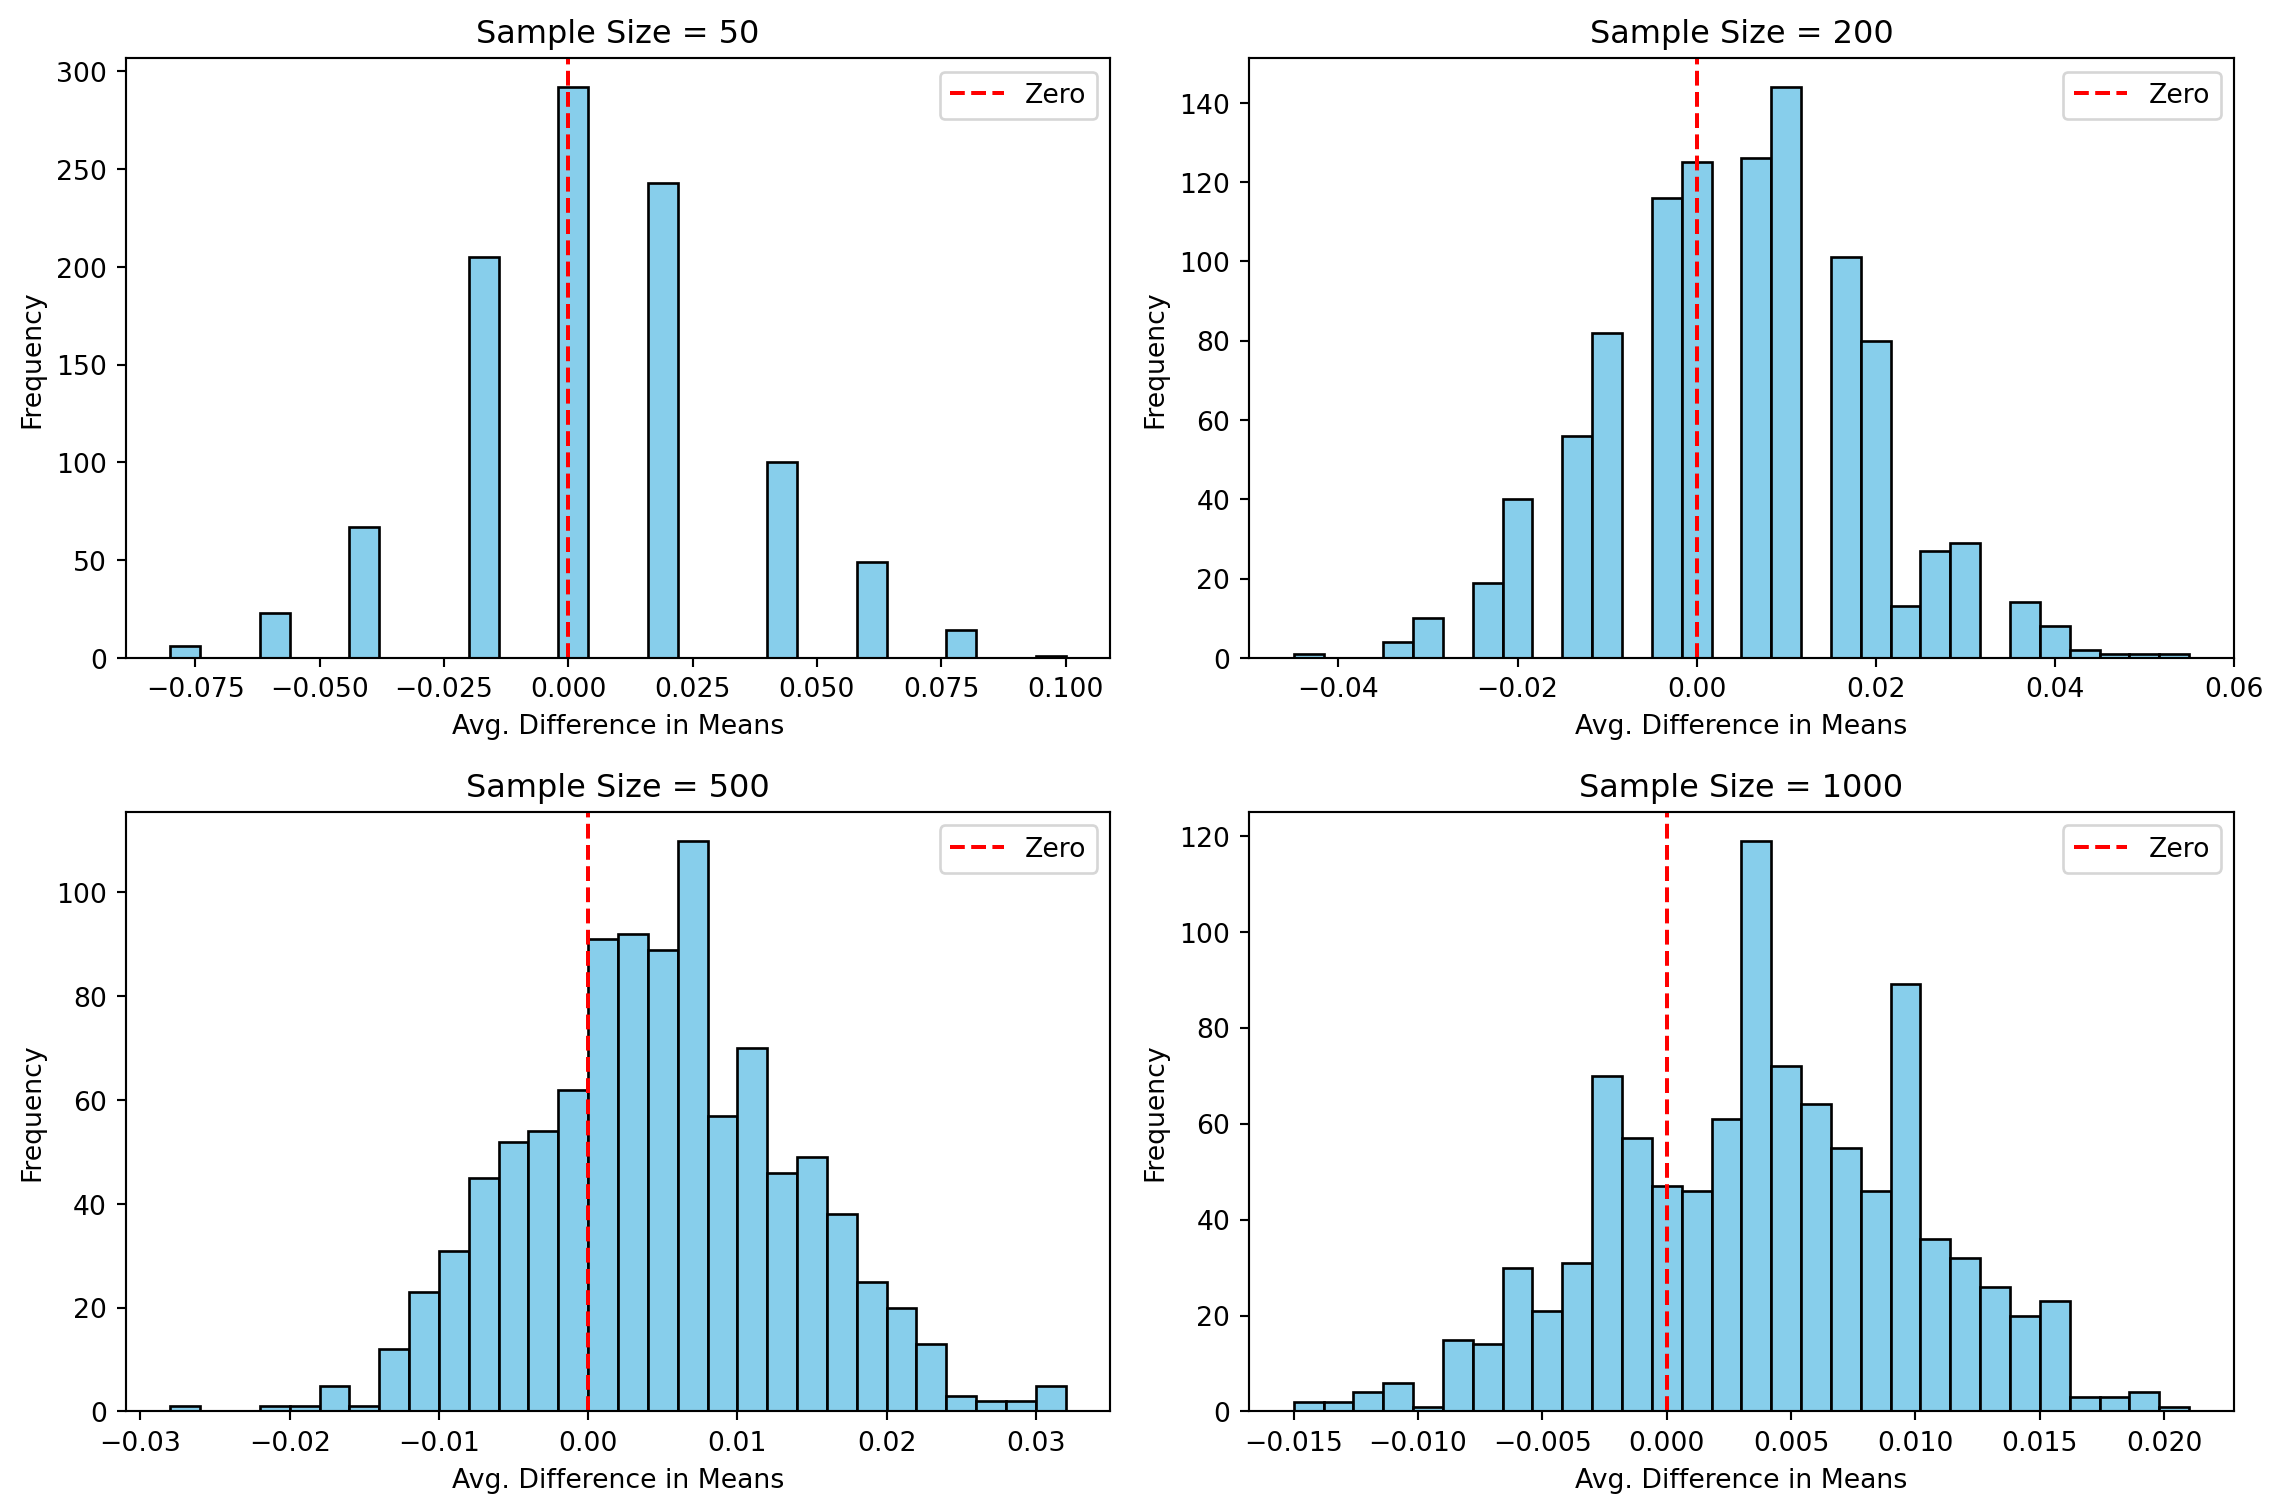 Sample Size = 50
300
250
200
150
100
50
0
Frequency
Zero
−0.075 −0.050 −0.025 0.000 0.025 0.050 0.075 0.100
Avg. Difference in Means
Sample Size = 200
140
120
100
80
60
40
20
0
Frequency
Zero
−0.04 −0.02 0.00 0.02 0.04 0.06
Avg. Difference in Means
Sample Size = 500
100
80
60
40
20
0
Frequency
Zero
−0.03 −0.02 −0.01 0.00 0.01 0.02 0.03
Avg. Difference in Means
Sample Size = 1000
120
100
80
60
40
20
0
Frequency
Zero
−0.015 −0.010 −0.005 0.000 0.005 0.010 0.015 0.020
Avg. Difference in Means